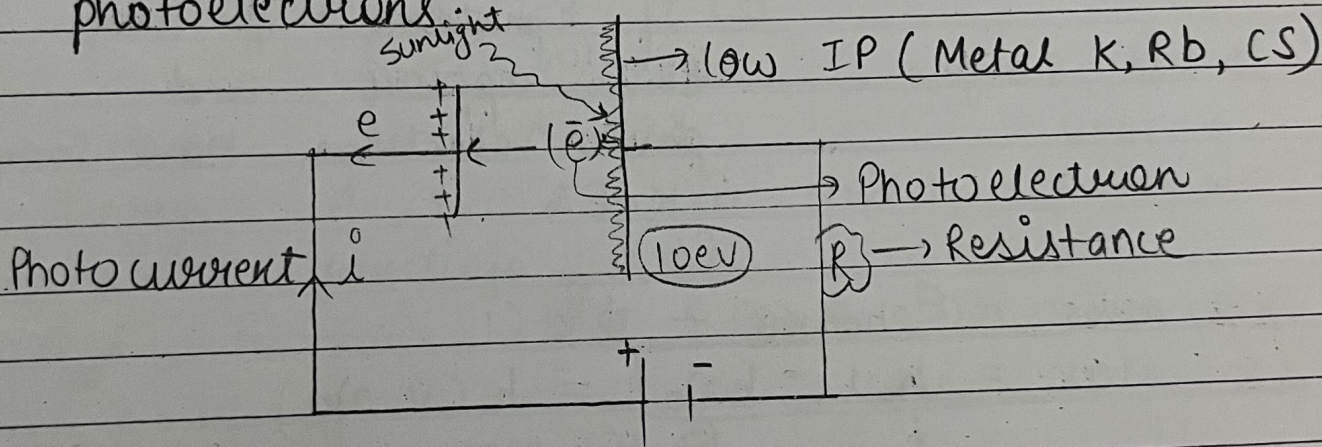 photoelectrons.
sunlight
→ low IP (Metal K, Rb, CS)
+
+
+
e
(ē)
+
+
+
→ Photoelectron
Photocurrent i
10ev
R → Resistance
+ -